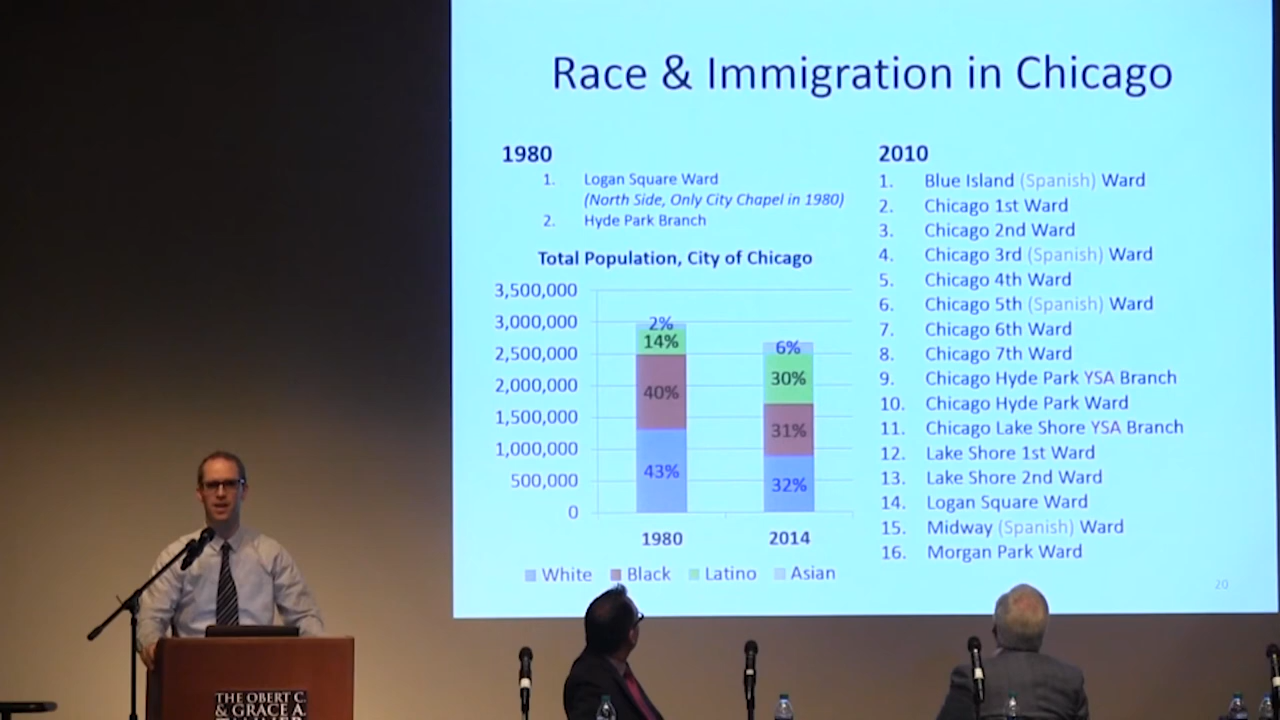 Race & Immigration in Chicago
1980
1. Logan Square Ward
(North Side, Only City Chapel in 1980)
2. Hyde Park Branch
Total Population, City of Chicago
3,500,000
3,000,000
2,500,000
2,000,000
1,500,000
1,000,000
500,000
0
2%
14%
40%
43%
6%
30%
31%
32%
1980 2014
White Black Latino Asian
2010
1. Blue Island (Spanish) Ward
2. Chicago 1st Ward
3. Chicago 2nd Ward
4. Chicago 3rd (Spanish) Ward
5. Chicago 4th Ward
6. Chicago 5th (Spanish) Ward
7. Chicago 6th Ward
8. Chicago 7th Ward
9. Chicago Hyde Park YSA Branch
10. Chicago Hyde Park Ward
11. Chicago Lake Shore YSA Branch
12. Lake Shore 1st Ward
13. Lake Shore 2nd Ward
14. Logan Square Ward
15. Midway (Spanish) Ward
16. Morgan Park Ward
20
THE OBERT C.
& GRACE A.